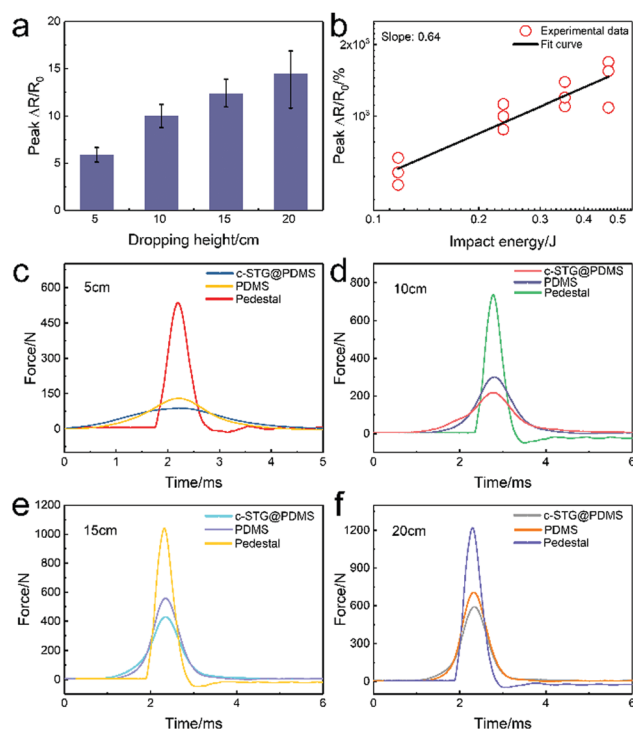 a
20
15
10
5
0
Peak ΔR/R0
5 10 15 20
Dropping height/cm
b
Slope: 0.64
Experimental data
Fit curve
2x10³
10³
Peak ΔR/R0/%
0.1 0.2 0.3 0.4 0.5
Impact energy/J
c
5cm
c-STG@PDMS
PDMS
Pedestal
600
450
300
150
0
Force/N
0 1 2 3 4 5
Time/ms
d
10cm
c-STG@PDMS
PDMS
Pedestal
800
600
400
200
0
Force/N
0 2 4 6
Time/ms
e
15cm
c-STG@PDMS
PDMS
Pedestal
1200
1000
800
600
400
200
0
Force/N
0 2 4 6
Time/ms
f
20cm
c-STG@PDMS
PDMS
Pedestal
1200
900
600
300
0
Force/N
0 2 4 6
Time/ms